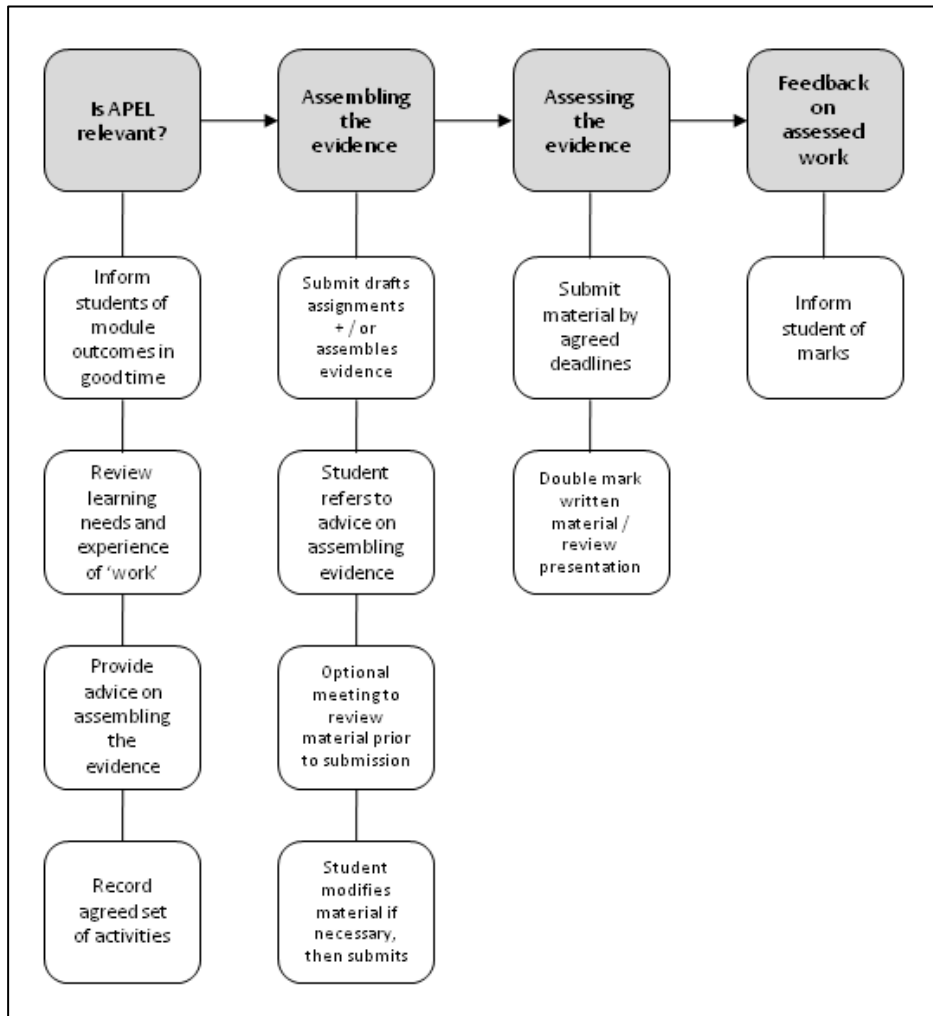 Is APEL
relevant?
Assembling
the
evidence
Assessing
the
evidence
Feedback
on
assessed
work
Inform
students of
module
outcomes in
good time
Submit drafts
assignments
+ / or
assembles
evidence
Submit
material by
agreed
deadlines
Inform
student of
marks
Review
learning
needs and
experience
of ‘work’
Student
refers to
advice on
assembling
evidence
Double mark
written
material /
review
presentation
Provide
advice on
assembling
the
evidence
Optional
meeting to
review
material prior
to submission
Record
agreed set
of activities
Student
modifies
material if
necessary,
then submits